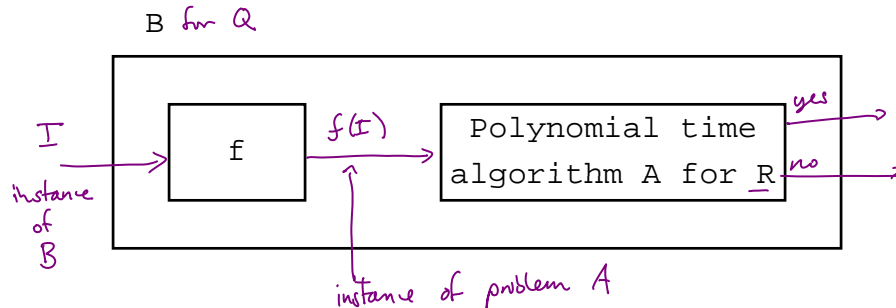 B for Q
I
instance
of
B
f
f(I)
Polynomial time
algorithm A for R
yes
no
instance of problem A